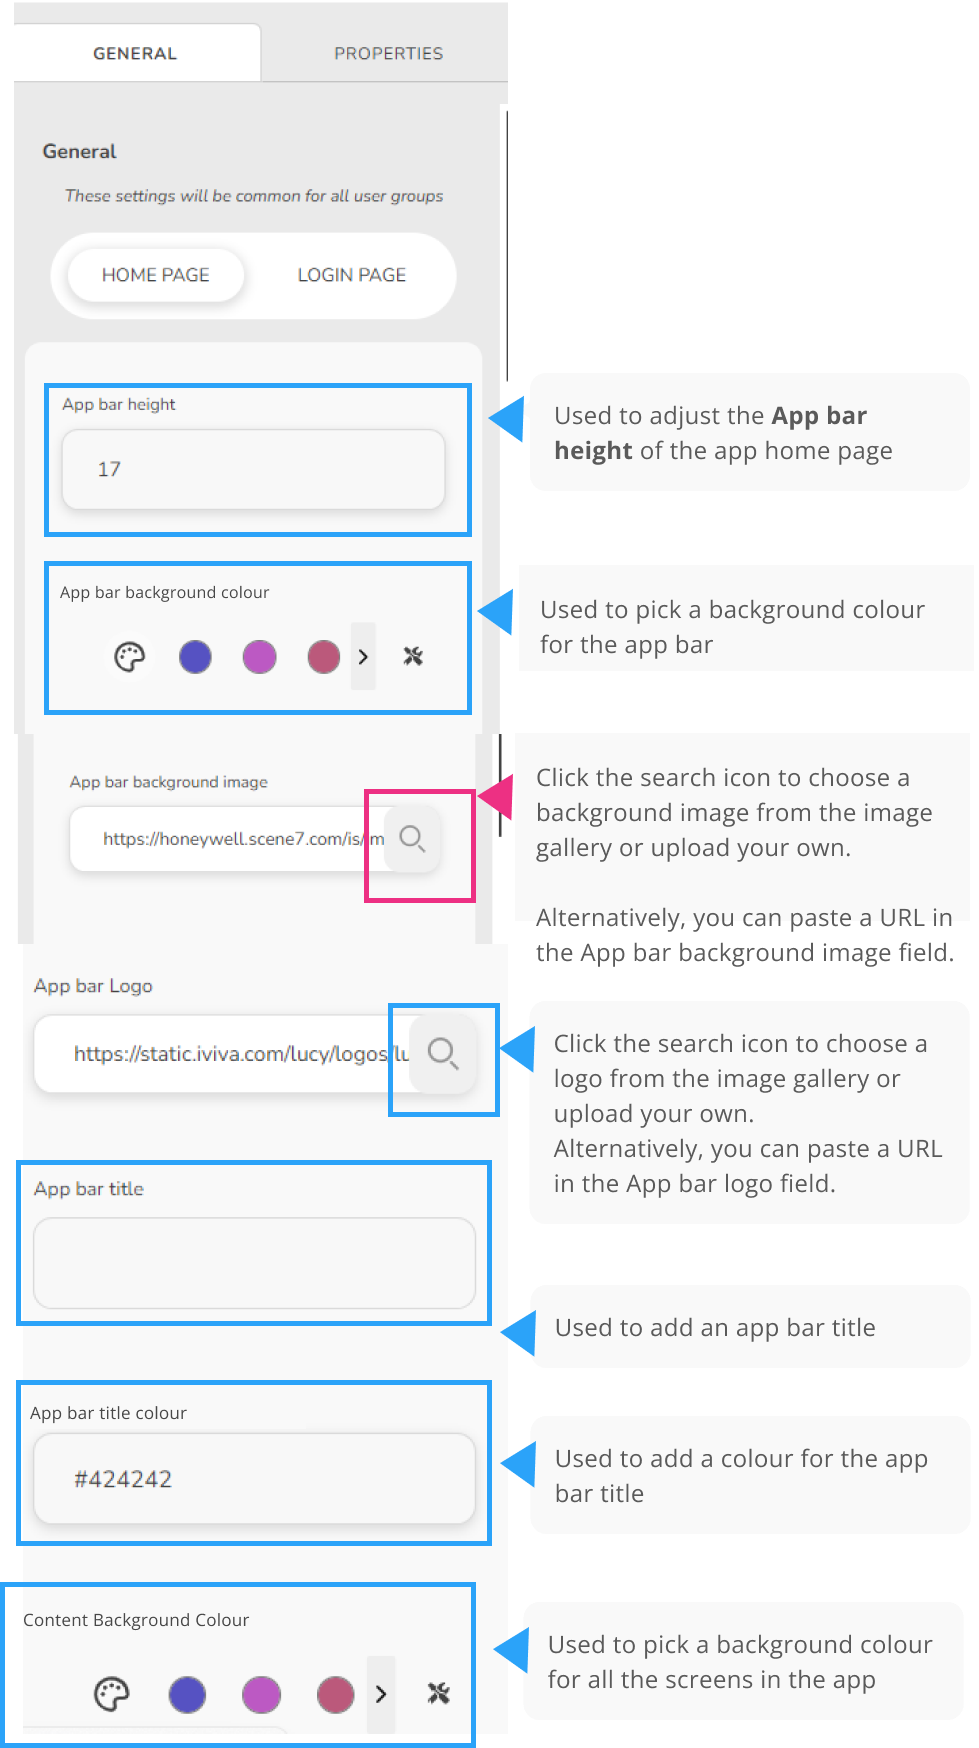 GENERAL
PROPERTIES
General
These settings will be common for all user groups
HOME PAGE
LOGIN PAGE
App bar height
17
Used to adjust the App bar
height of the app home page
App bar background colour
Used to pick a background colour
for the app bar
App bar background image
https://honeywell.scene7.com/is/im
Click the search icon to choose a
background image from the image
gallery or upload your own.
Alternatively, you can paste a URL in
the App bar background image field.
App bar Logo
https://static.iviva.com/lucy/logos/lu
Click the search icon to choose a
logo from the image gallery or
upload your own.
Alternatively, you can paste a URL
in the App bar logo field.
App bar title
Used to add an app bar title
App bar title colour
#424242
Used to add a colour for the app
bar title
Content Background Colour
Used to pick a background colour
for all the screens in the app